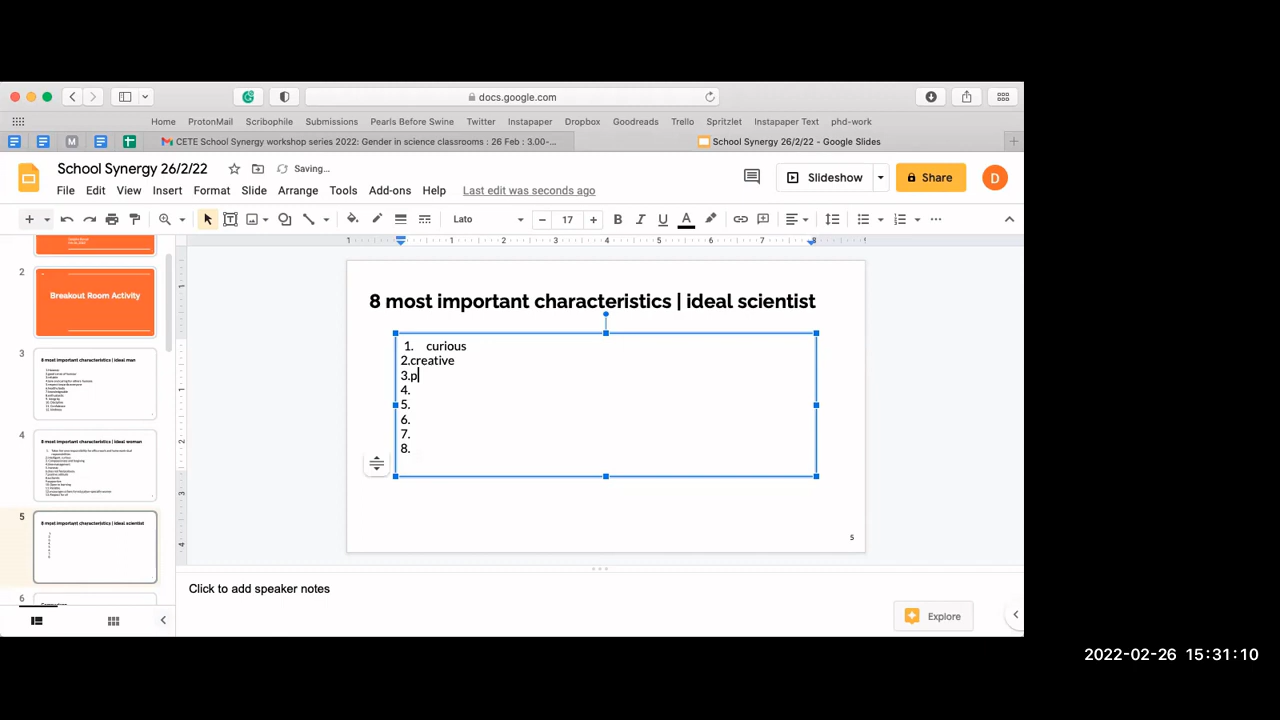 docs.google.com
Home ProtonMail Scribophile Submissions Pearls Before Swine Twitter Instapaper Dropbox Goodreads Trello Spritzlet Instapaper Text phd-work
CETE School Synergy workshop series 2022: Gender in science classrooms : 26 Feb : 3.00-...
School Synergy 26/2/22 - Google Slides
School Synergy 26/2/22
Saving...
File Edit View Insert Format Slide Arrange Tools Add-ons Help Last edit was seconds ago
Slideshow
Share
D
Lato
17
2
Breakout Room Activity
3
8 most important characteristics | ideal man
4
8 most important characteristics | ideal woman
5
8 most important characteristics | ideal scientist
6
8 most important characteristics | ideal scientist
1. curious
2.creative
3.p
4.
5.
6.
7.
8.
5
Click to add speaker notes
Explore
2022-02-26 15:31:10